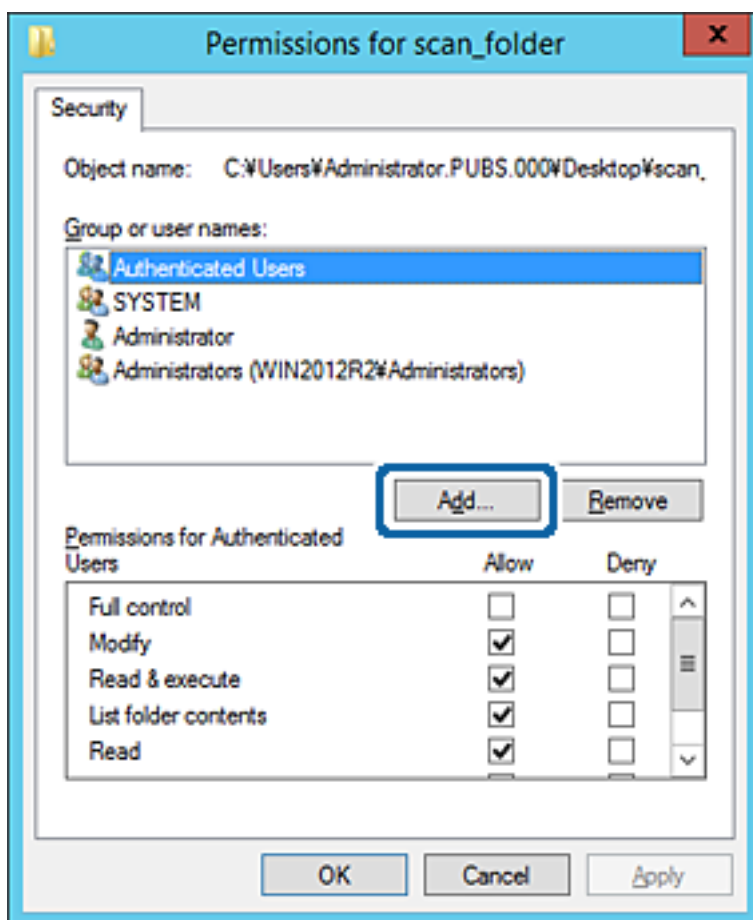 Permissions for scan_folder
x
Security
Object name: C:¥Users¥Administrator.PUBS.000¥Desktop¥scan_
Group or user names:
Authenticated Users
SYSTEM
Administrator
Administrators (WIN2012R2¥Administrators)
Add...
Remove
Permissions for Authenticated
Users
Allow
Deny
Full control
Modify
Read & execute
List folder contents
Read
OK
Cancel
Apply